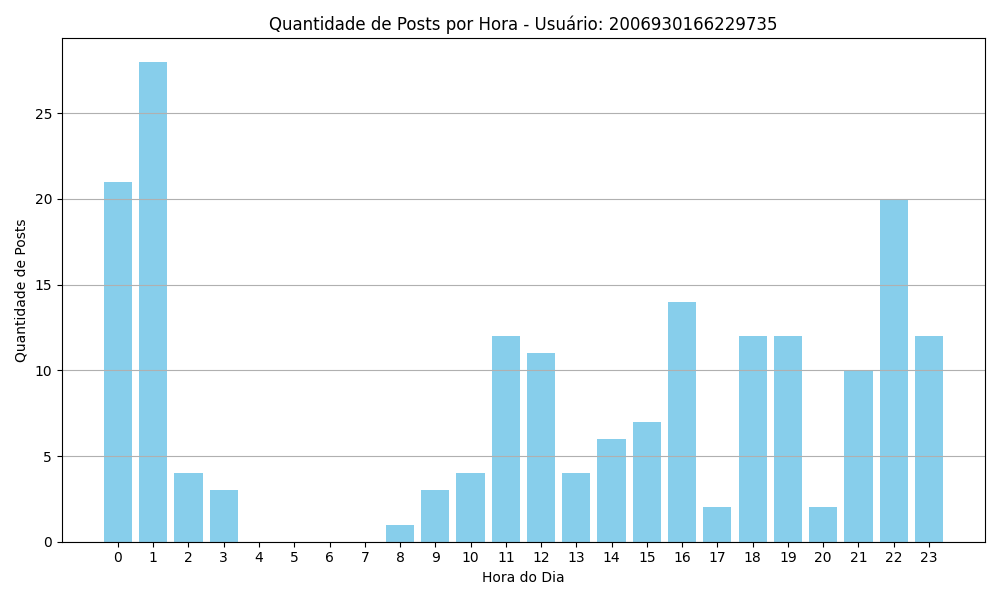 Quantidade de Posts por Hora - Usuário: 2006930166229735
Quantidade de Posts
25
20
15
10
5
0
0 1 2 3 4 5 6 7 8 9 10 11 12 13 14 15 16 17 18 19 20 21 22 23
Hora do Dia